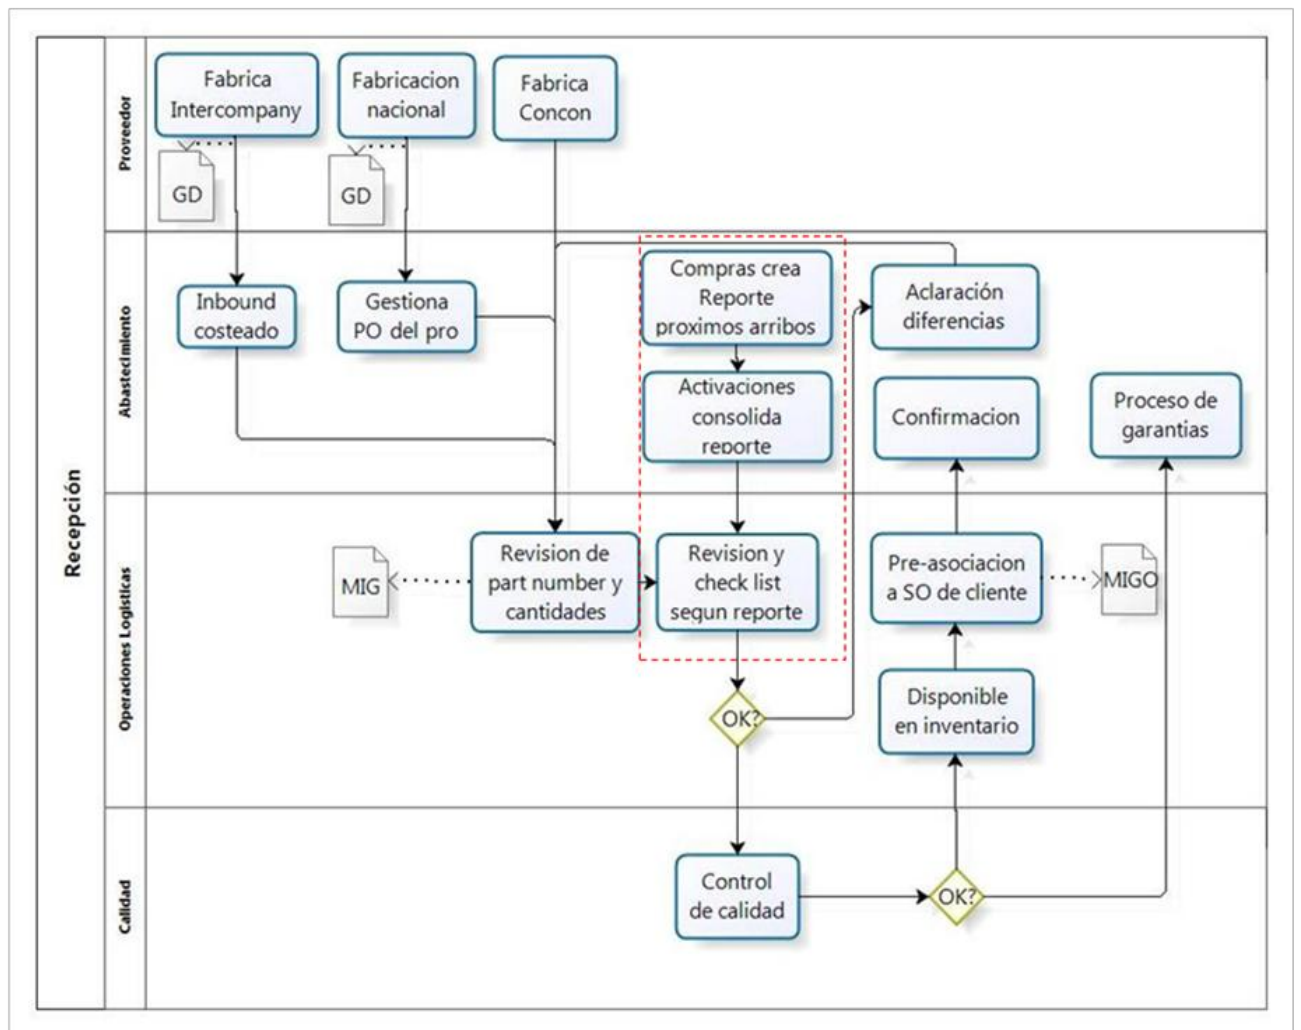 Recepción
Proveedor
Fabrica
Intercompany
Fabricacion
nacional
Fabrica
Concon
GD
GD
Abastecimiento
Inbound
costeado
Gestiona
PO del pro
Compras crea
Reporte
proximos arribos
Activaciones
consolida
reporte
Aclaración
diferencias
Confirmacion
Proceso de
garantias
Operaciones Logísticas
MIG
Revision de
part number y
cantidades
Revision y
check list
segun reporte
Pre-asociacion
a SO de cliente
MIGO
OK?
Disponible
en inventario
Calidad
Control
de calidad
OK?